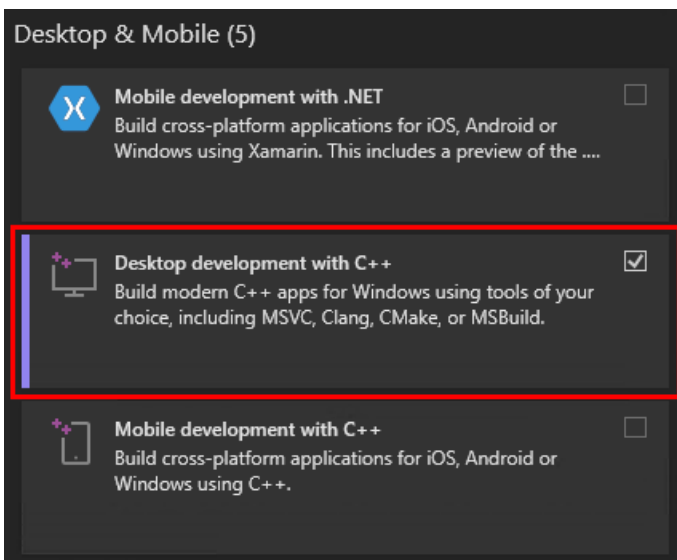 Desktop & Mobile (5)
Mobile development with .NET
Build cross-platform applications for iOS, Android or
Windows using Xamarin. This includes a preview of the ....
Desktop development with C++
Build modern C++ apps for Windows using tools of your
choice, including MSVC, Clang, CMake, or MSBuild.
Mobile development with C++
Build cross-platform applications for iOS, Android or
Windows using C++.